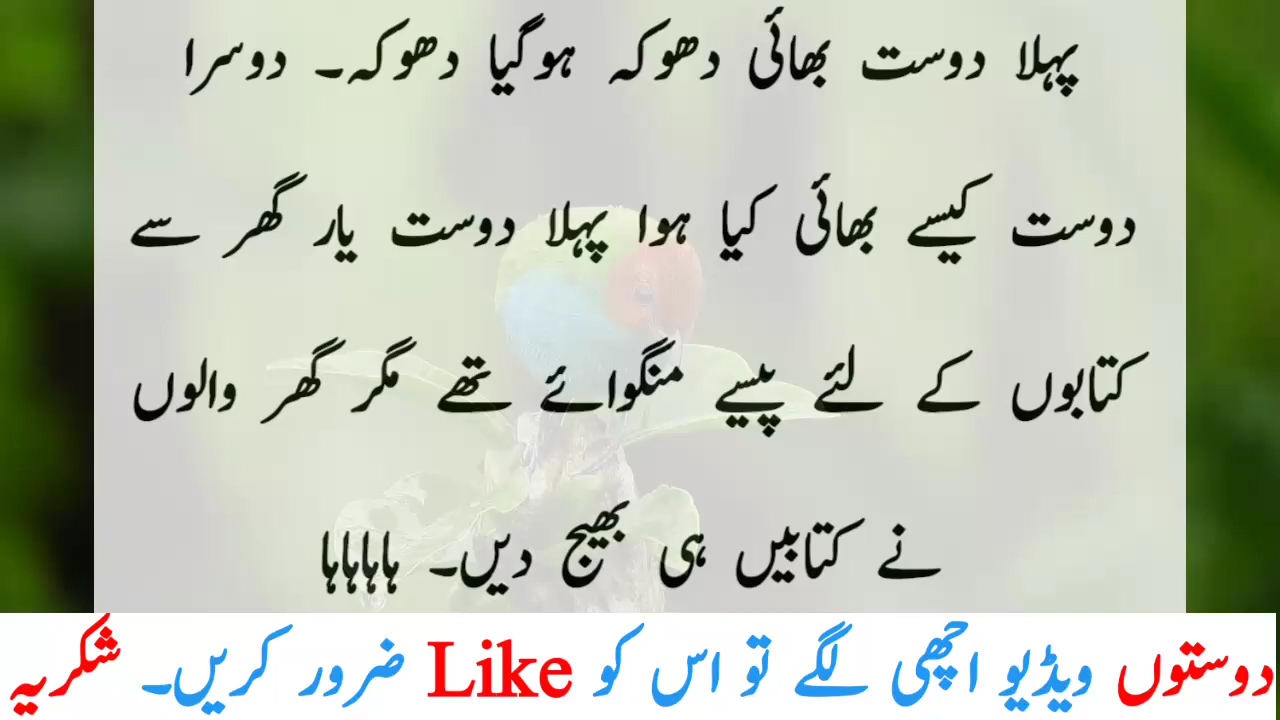 پہلا دوست بھائی دھوکہ ہوگیا دھوکہ۔ دوسرا
دوست کیسے بھائی کیا ہوا پہلا دوست یار گھر سے
کتابوں کے لئے پیسے منگوائے تھے مگر گھر والوں
نے کتابیں ہی بھیج دیں۔ ہاہاہاہا
دوستوں ویڈیو اچھی لگے تو اس کو Like ضرور کریں۔ شکریہ